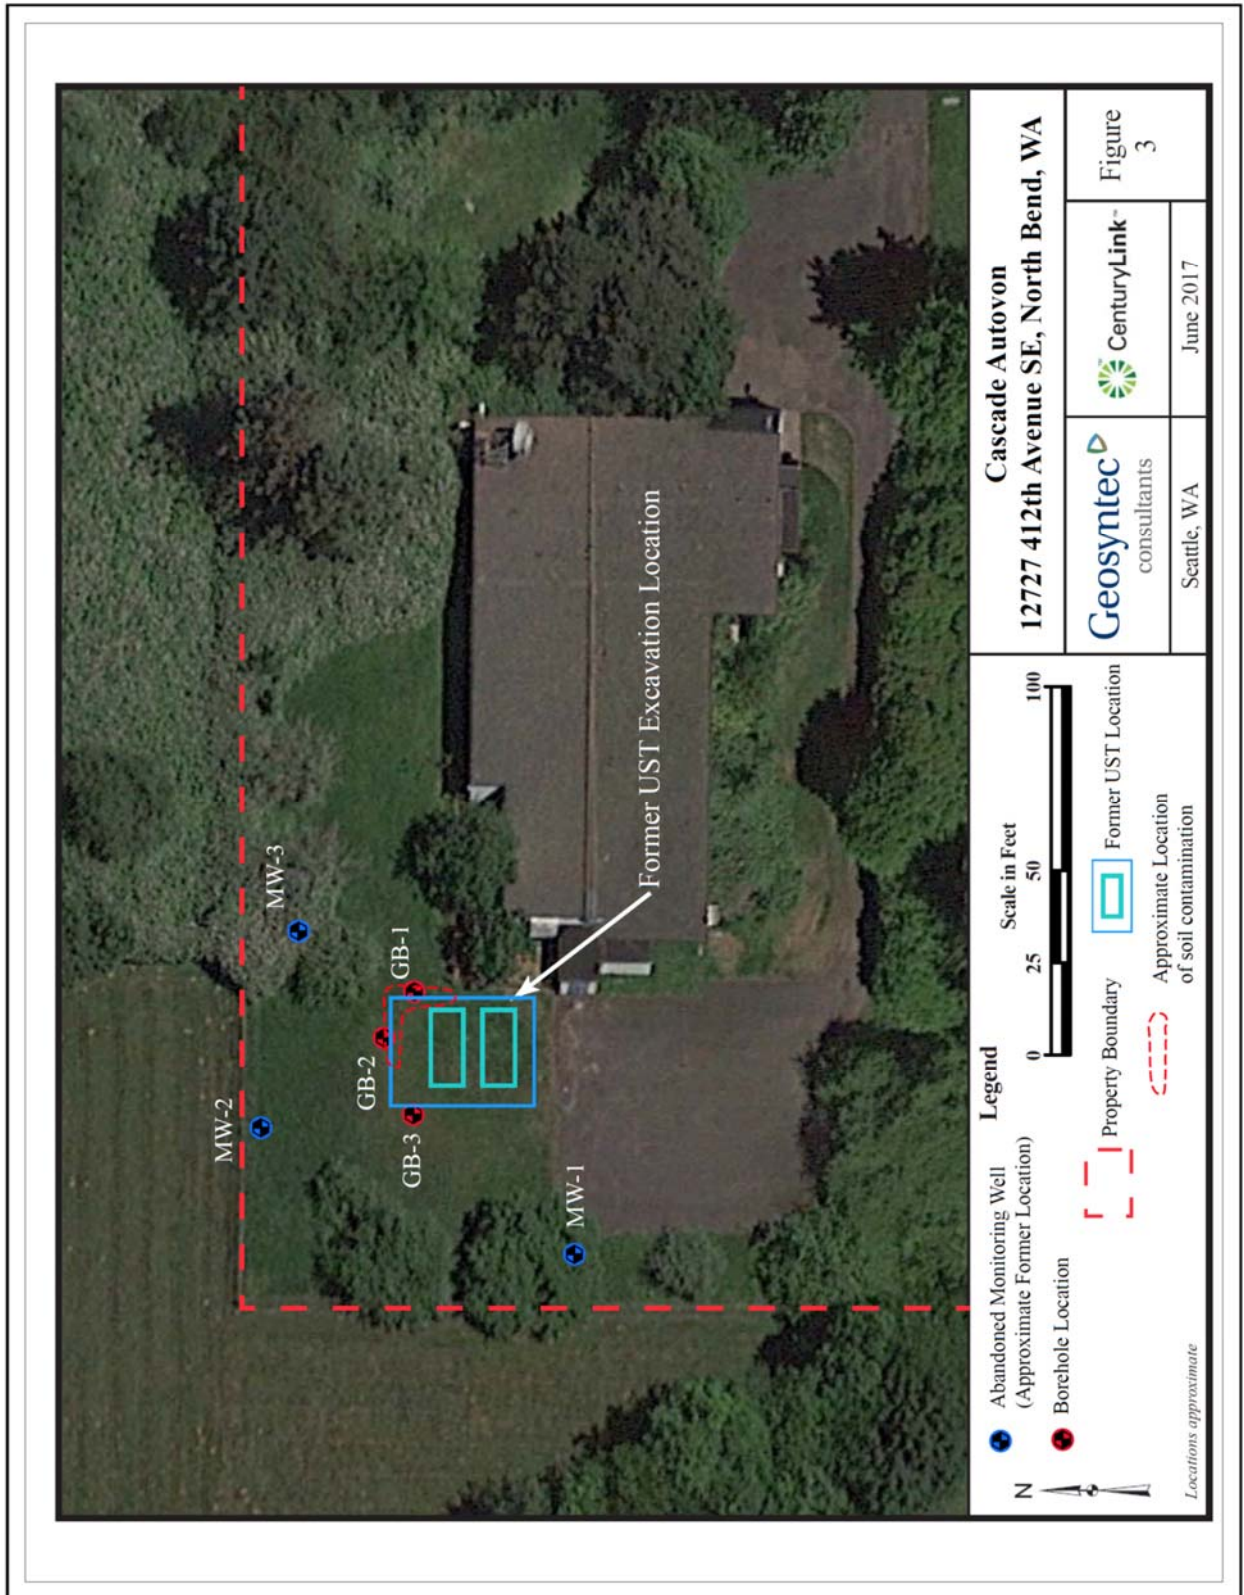 MW-2
MW-3
GB-2
GB-1
GB-3
MW-1
Former UST Excavation Location
Legend
Abandoned Monitoring Well
(Approximate Former Location)
Borehole Location
N
Locations approximate
Scale in Feet
0 25 50 100
Property Boundary
Former UST Location
Approximate Location
of soil contamination
Cascade Autovon
12727 412th Avenue SE, North Bend, WA
Geosyntec
consultants
CenturyLink™
Figure
3
Seattle, WA
June 2017